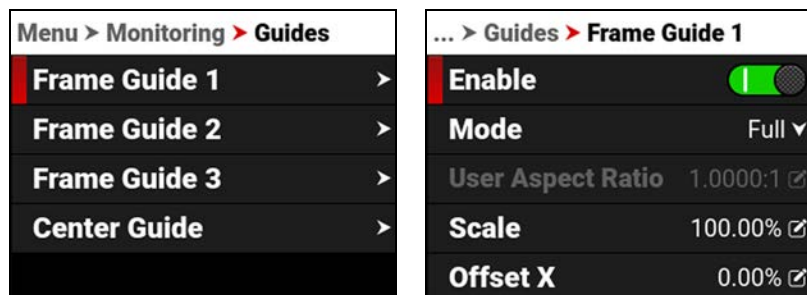 Menu > Monitoring > Guides
Frame Guide 1 >
Frame Guide 2 >
Frame Guide 3 >
Center Guide >
... > Guides > Frame Guide 1
Enable
Mode Full
User Aspect Ratio 1.0000:1
Scale 100.00%
Offset X 0.00%